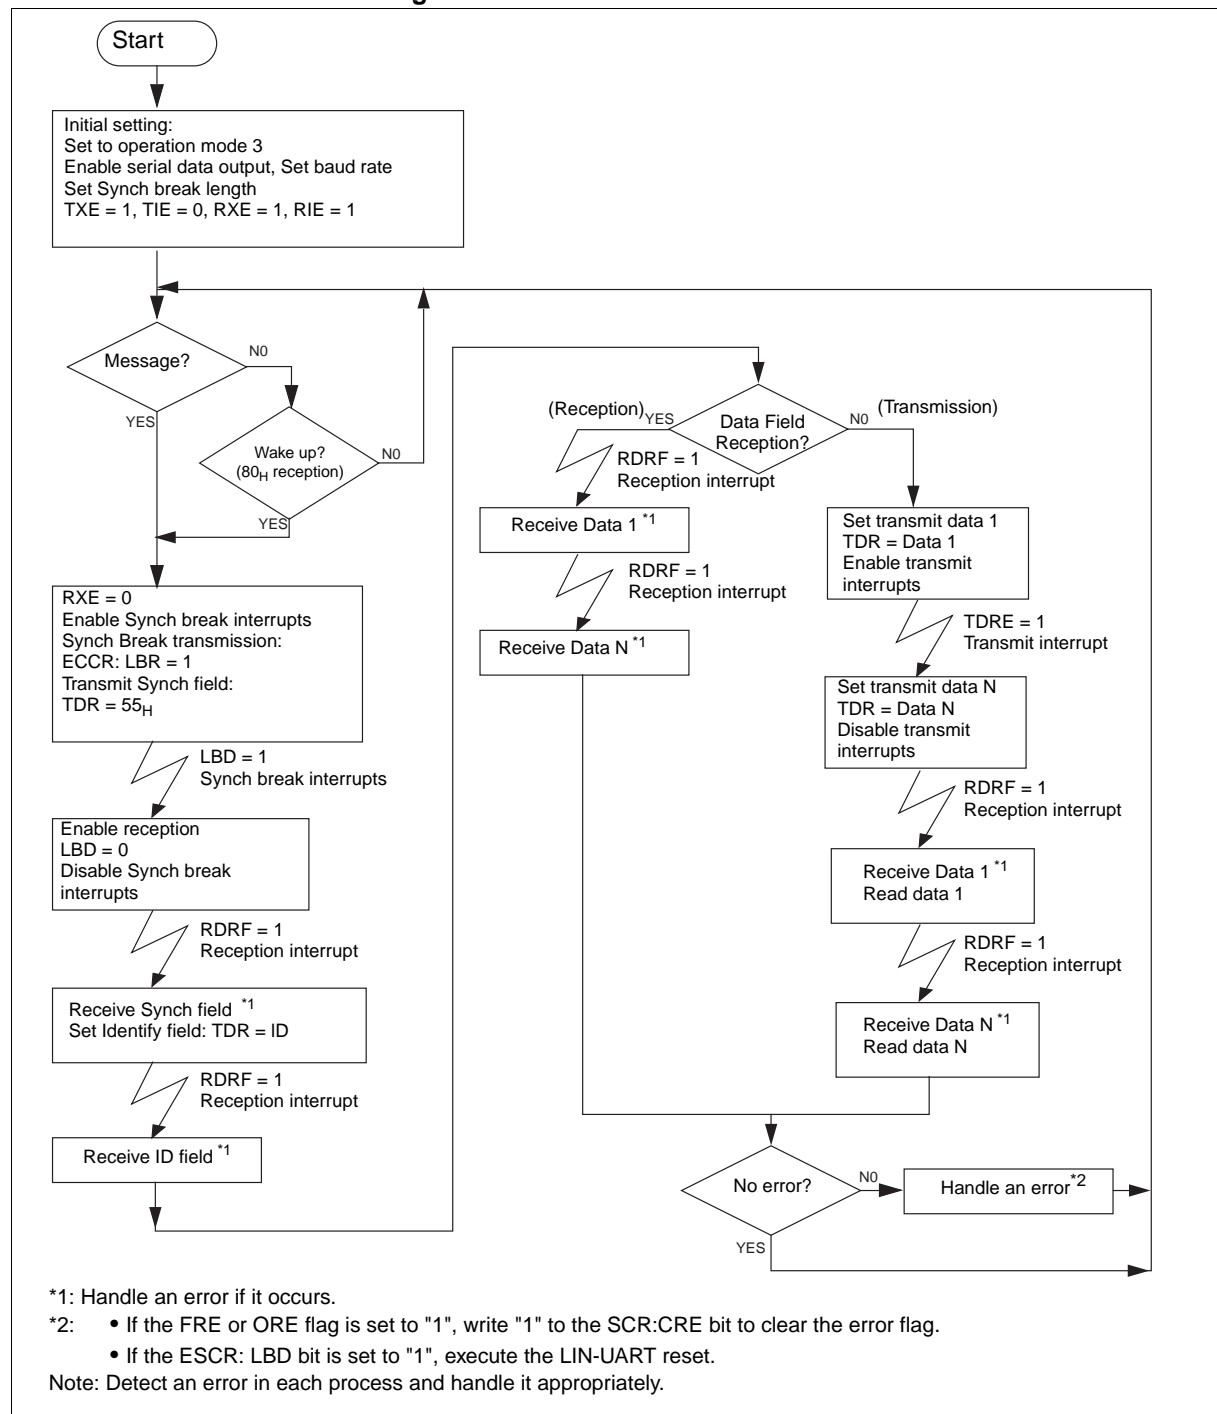 Start
Initial setting:
Set to operation mode 3
Enable serial data output, Set baud rate
Set Synch break length
TXE = 1, TIE = 0, RXE = 1, RIE = 1
Message?
N0
YES
Wake up?
(80H reception)
N0
YES
RXE = 0
Enable Synch break interrupts
Synch Break transmission:
ECCR: LBR = 1
Transmit Synch field:
TDR = 55H
LBD = 1
Synch break interrupts
Enable reception
LBD = 0
Disable Synch break
interrupts
RDRF = 1
Reception interrupt
Receive Synch field *1
Set Identify field: TDR = ID
RDRF = 1
Reception interrupt
Receive ID field *1
Data Field
Reception?
(Reception)
YES
N0
(Transmission)
RDRF = 1
Reception interrupt
Receive Data 1 *1
RDRF = 1
Reception interrupt
Receive Data N *1
Set transmit data 1
TDR = Data 1
Enable transmit
interrupts
TDRE = 1
Transmit interrupt
Set transmit data N
TDR = Data N
Disable transmit
interrupts
RDRF = 1
Reception interrupt
Receive Data 1 *1
Read data 1
RDRF = 1
Reception interrupt
Receive Data N *1
Read data N
No error?
N0
YES
Handle an error*2
*1: Handle an error if it occurs.
*2: • If the FRE or ORE flag is set to "1", write "1" to the SCR:CRE bit to clear the error flag.
• If the ESCR: LBD bit is set to "1", execute the LIN-UART reset.
Note: Detect an error in each process and handle it appropriately.